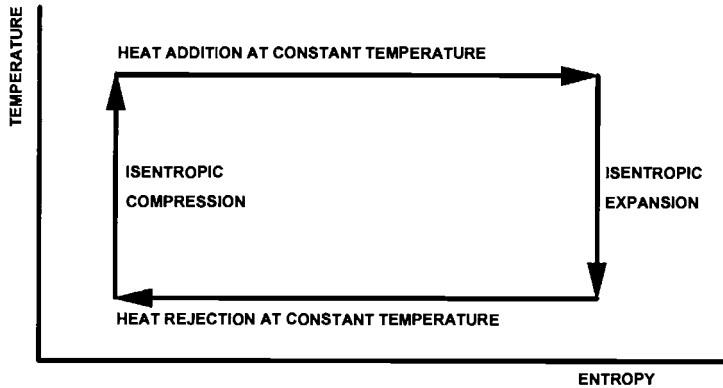 TEMPERATURE
HEAT ADDITION AT CONSTANT TEMPERATURE
ISENTROPIC
COMPRESSION
ISENTROPIC
EXPANSION
HEAT REJECTION AT CONSTANT TEMPERATURE
ENTROPY